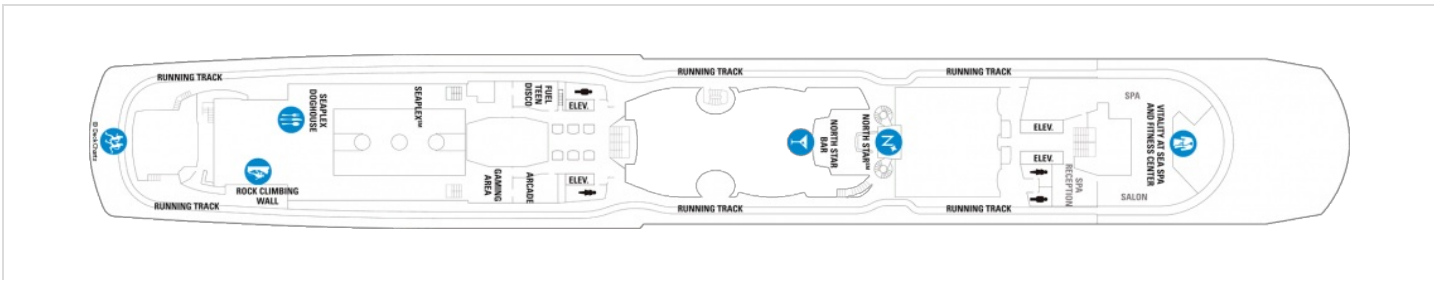 RUNNING TRACK
RUNNING TRACK
RUNNING TRACK
SEAPLEX
DOGHOUSE
SEAPLEX™
FUEL
TEEN
DISCO
ELEV.
ROCK CLIMBING
WALL
GAMING
AREA
ARCADE
ELEV.
NORTH STAR
BAR
NORTH STAR™
N
ELEV.
ELEV.
SPA
RECEPTION
SPA
VITALITY AT SEA SPA
AND FITNESS CENTER
SALON
RUNNING TRACK
RUNNING TRACK
RUNNING TRACK